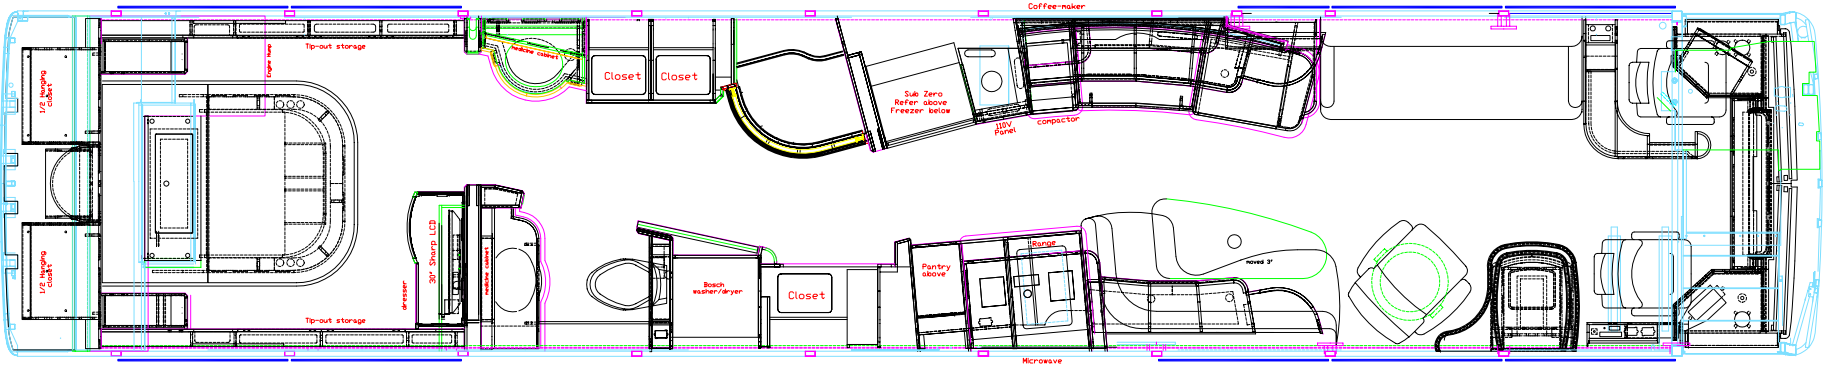 Coffee-maker
Tip-out storage
Engine Hump
medicine cabinet
1/2 Hanging
closet
Closet
Closet
Sub Zero
Refer above
Freezer below
110V
Panel
compactor
1/2 Hanging
closet
30" Sharp LCD
dresser
medicine cabinet
Bosch
washer/dryer
Closet
Pantry
above
Range
moved 3"
Tip-out storage
Microwave